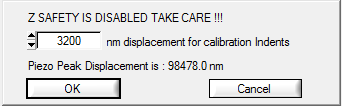 Z SAFETY IS DISABLED TAKE CARE !!!
3200 nm displacement for calibration Indents
Piezo Peak Displacement is : 98478.0 nm
OK Cancel